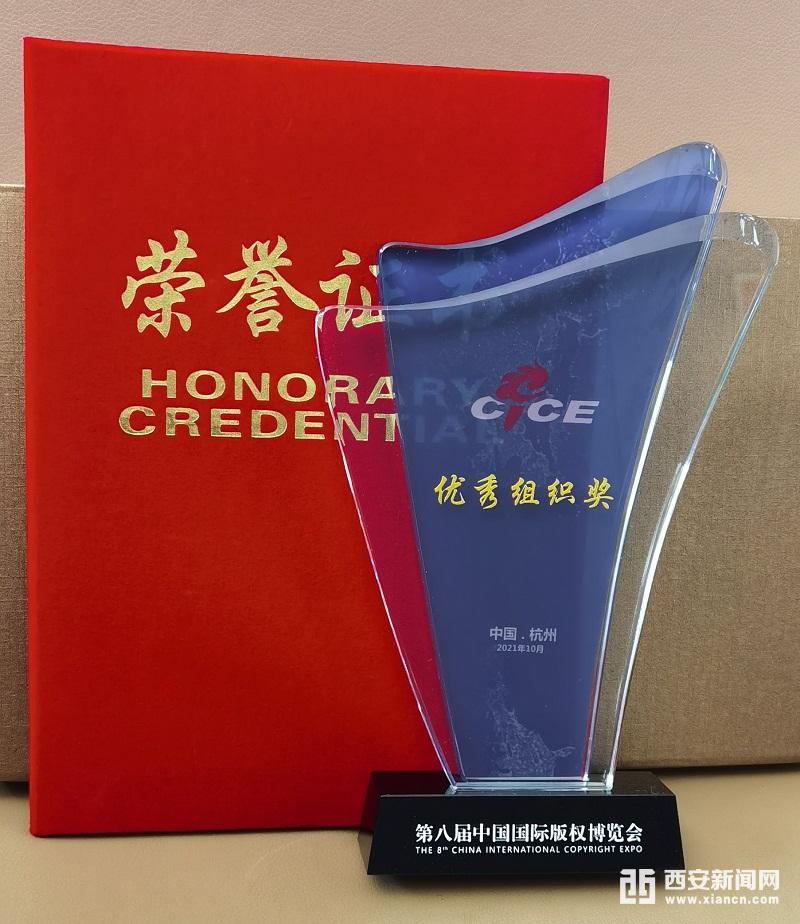 荣誉证书
HONORARY
CREDENTIAL
CICE
优秀组织奖
中国.杭州
2021年10月
第八届中国国际版权博览会
THE 8th CHINA INTERNATIONAL COPYRIGHT EXPO
西安新闻网
www.xiancn.com